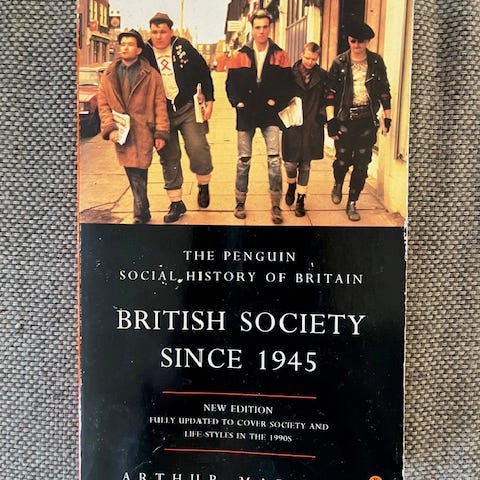 THE PENGUIN
SOCIAL HISTORY OF BRITAIN
BRITISH SOCIETY
SINCE 1945
NEW EDITION
FULLY UPDATED TO COVER SOCIETY AND
LIFE-STYLES IN THE 1990S
ARTHUR